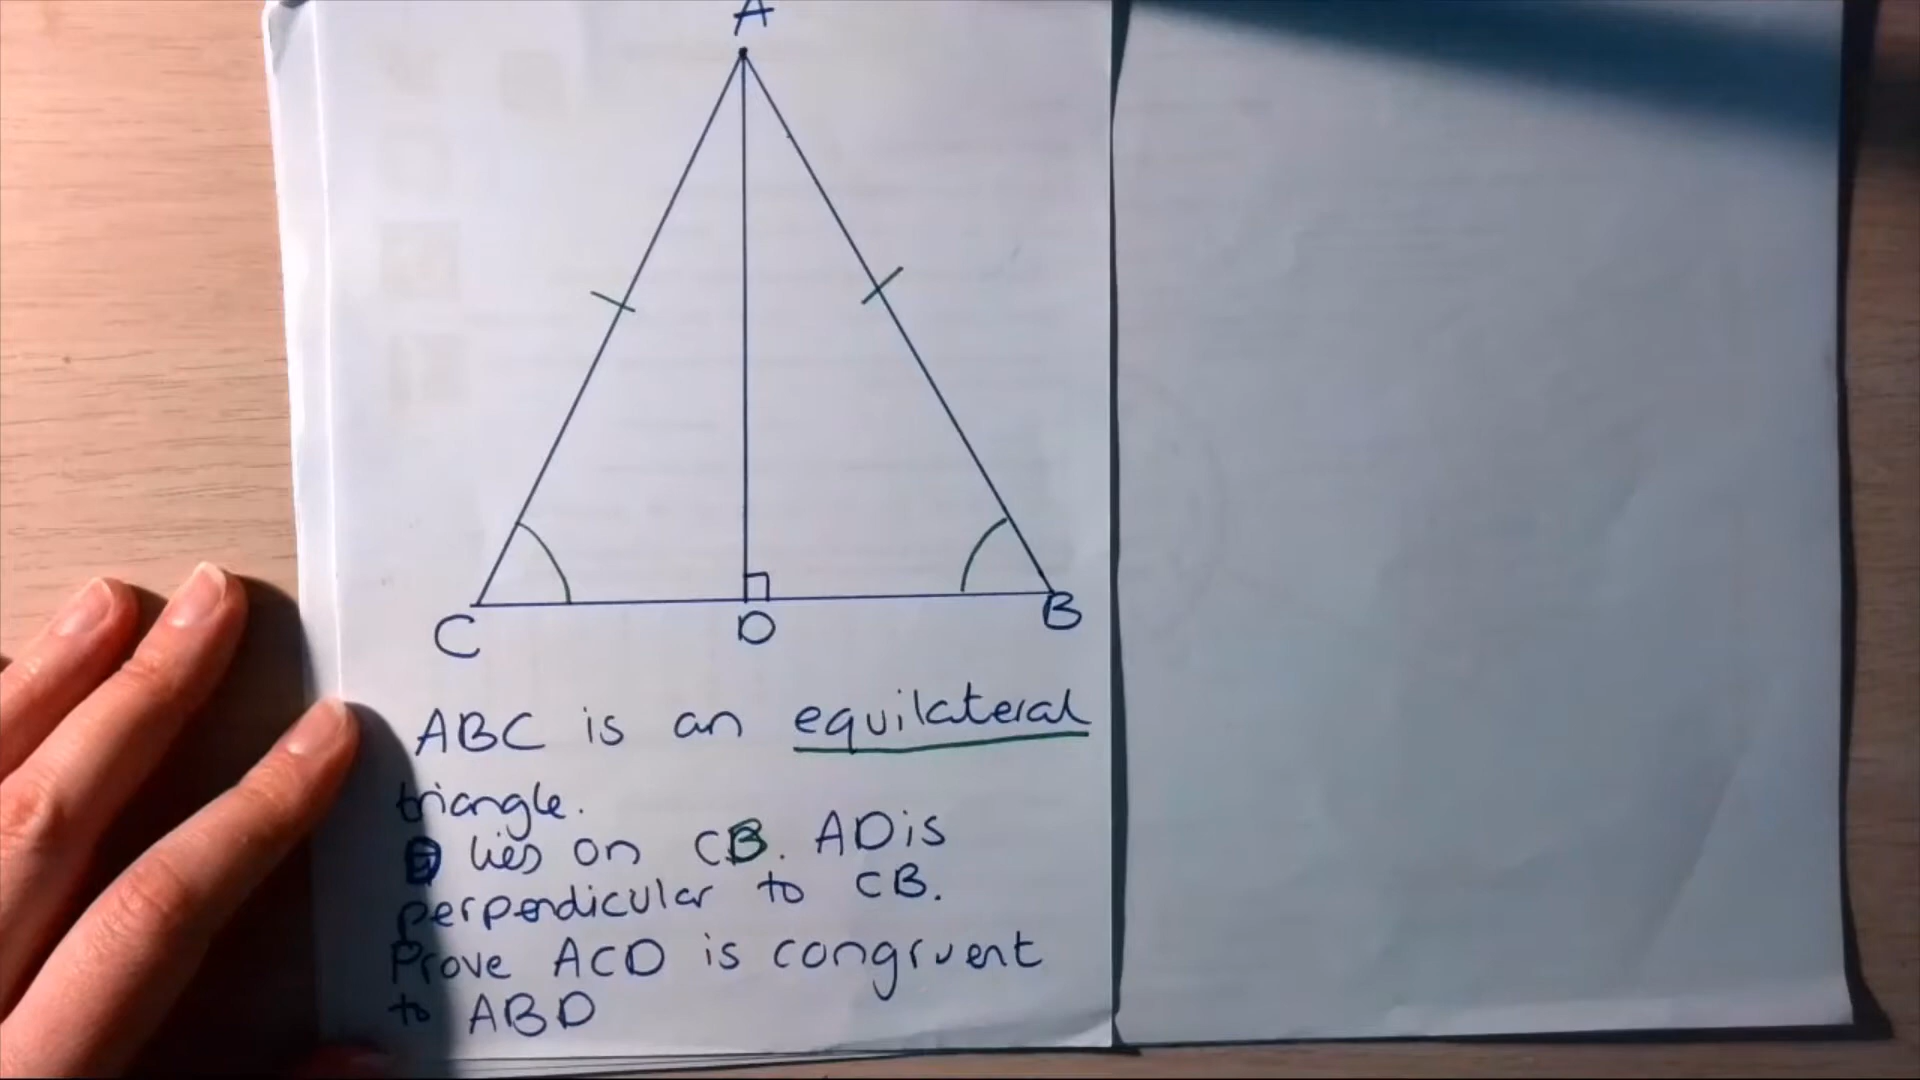 A
C
D
B
ABC is an equilateral
triangle.
D lies on CB. AD is
perpendicular to CB.
Prove ACD is congruent
to ABD